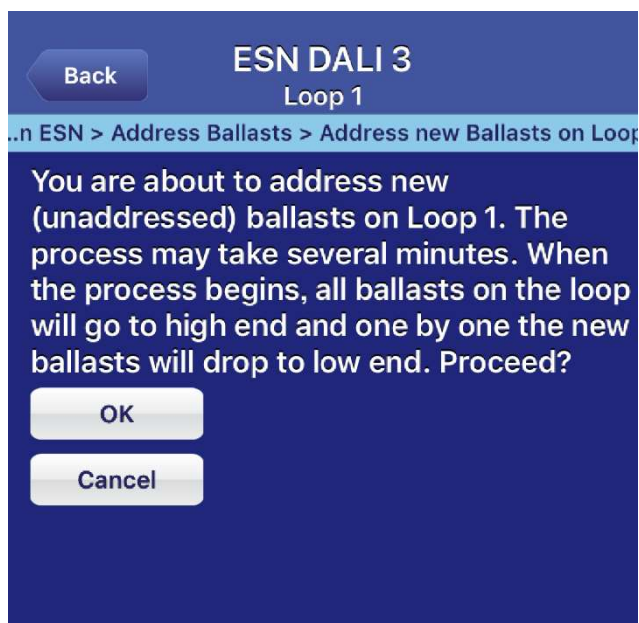 Back
ESN DALI 3
Loop 1
..n ESN > Address Ballasts > Address new Ballasts on Loop
You are about to address new
(unaddressed) ballasts on Loop 1. The
process may take several minutes. When
the process begins, all ballasts on the loop
will go to high end and one by one the new
ballasts will drop to low end. Proceed?
OK
Cancel